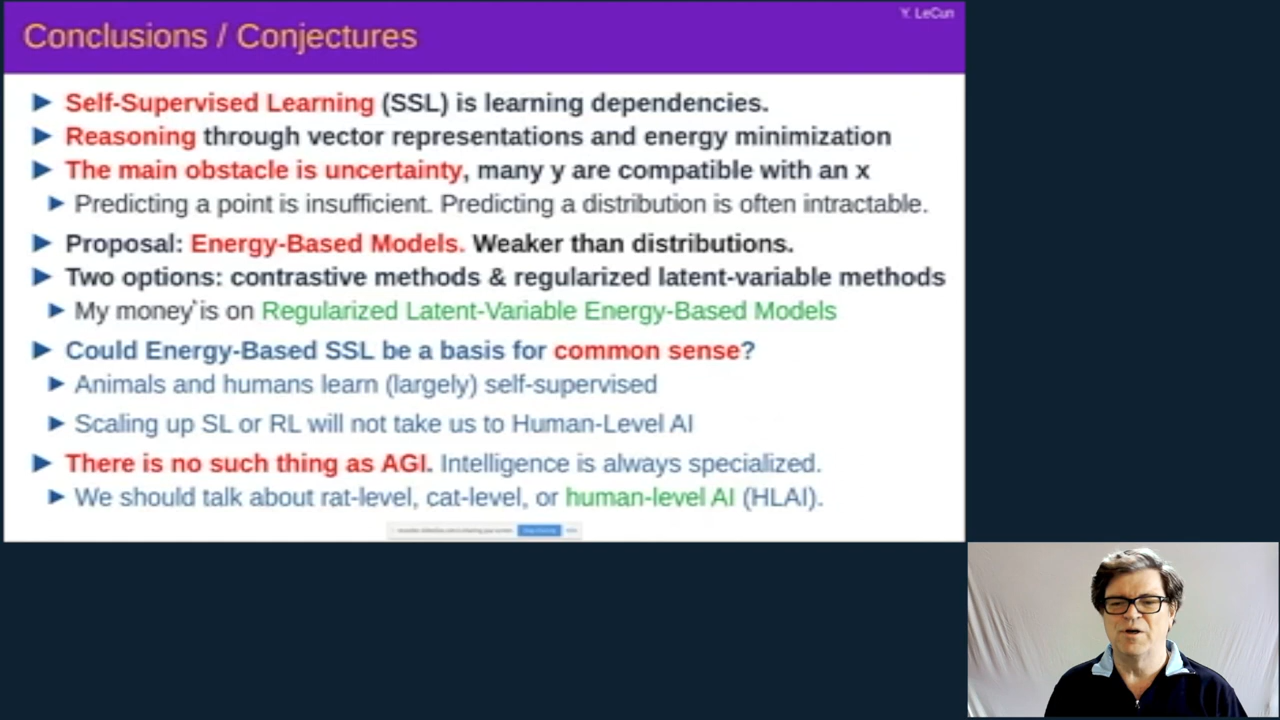 Y. LeCun
Conclusions / Conjectures
Self-Supervised Learning (SSL) is learning dependencies.
Reasoning through vector representations and energy minimization
The main obstacle is uncertainty, many y are compatible with an x
Predicting a point is insufficient. Predicting a distribution is often intractable.
Proposal: Energy-Based Models. Weaker than distributions.
Two options: contrastive methods & regularized latent-variable methods
My money is on Regularized Latent-Variable Energy-Based Models
Could Energy-Based SSL be a basis for common sense?
Animals and humans learn (largely) self-supervised
Scaling up SL or RL will not take us to Human-Level AI
There is no such thing as AGI. Intelligence is always specialized.
We should talk about rat-level, cat-level, or human-level AI (HLAI).